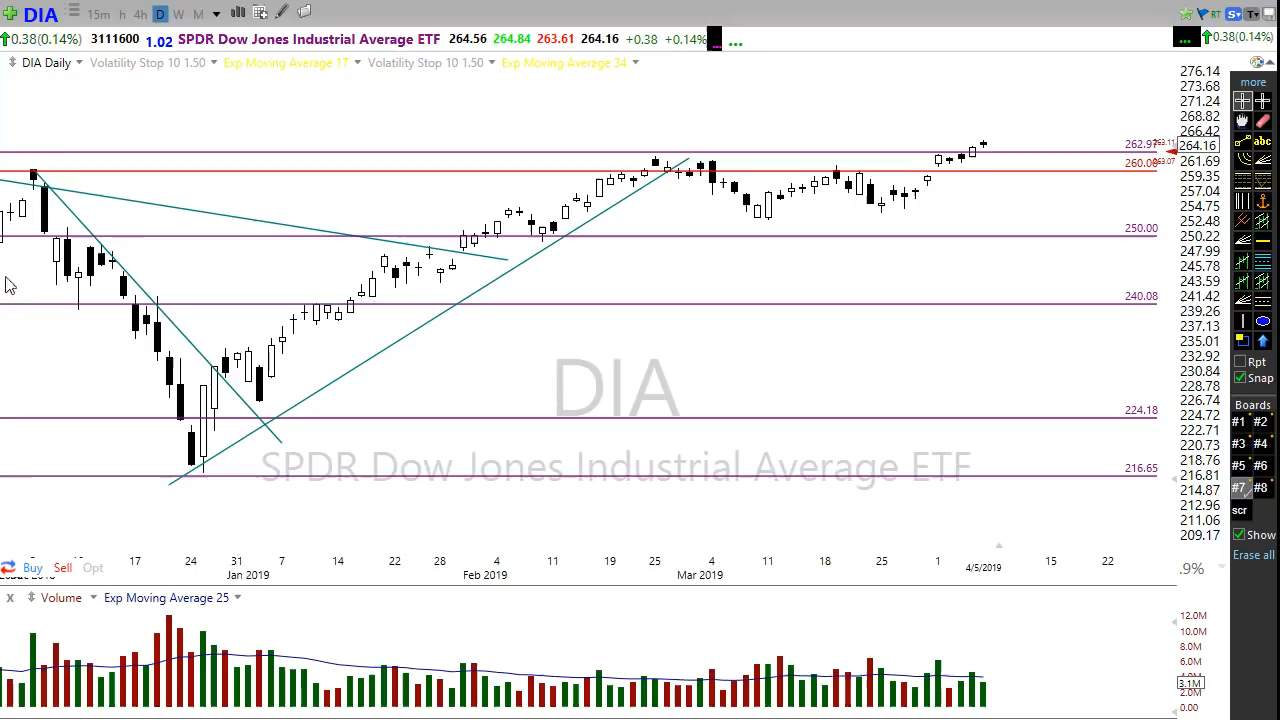 DIA 15m h 4h D W M RT S T
0.38(0.14%) 3111600 1.02 SPDR Dow Jones Industrial Average ETF 264.56 264.84 263.61 264.16 +0.38 +0.14% ... ... 0.38(0.14%)
DIA Daily Volatility Stop 10 1.50 Exp Moving Average 17 Volatility Stop 10 1.50 Exp Moving Average 34
276.14
273.68
271.24
268.82
266.42
264.16
261.69
259.35
257.04
254.75
252.48
250.22
247.99
245.78
243.59
241.42
239.26
237.13
235.01
232.92
230.84
228.78
226.74
224.72
222.71
220.73
218.76
216.81
214.87
212.96
211.06
209.17
262.97
263.11
260.00
263.07
250.00
240.08
224.18
216.65
DIA
SPDR Dow Jones Industrial Average ETF
17 24 31 7 14 22 28 4 11 19 25 4 11 18 25 1 4/5/2019 15 22
Jan 2019 Feb 2019 Mar 2019
Buy Sell Opt
.9%
x Volume Exp Moving Average 25
12.0M
10.0M
8.0M
6.0M
4.0M
3.1M
2.0M
0.00
more
abc
Rpt
Snap
Boards
#1 #2
#3 #4
#5 #6
#7 #8
scr
Show
Erase all